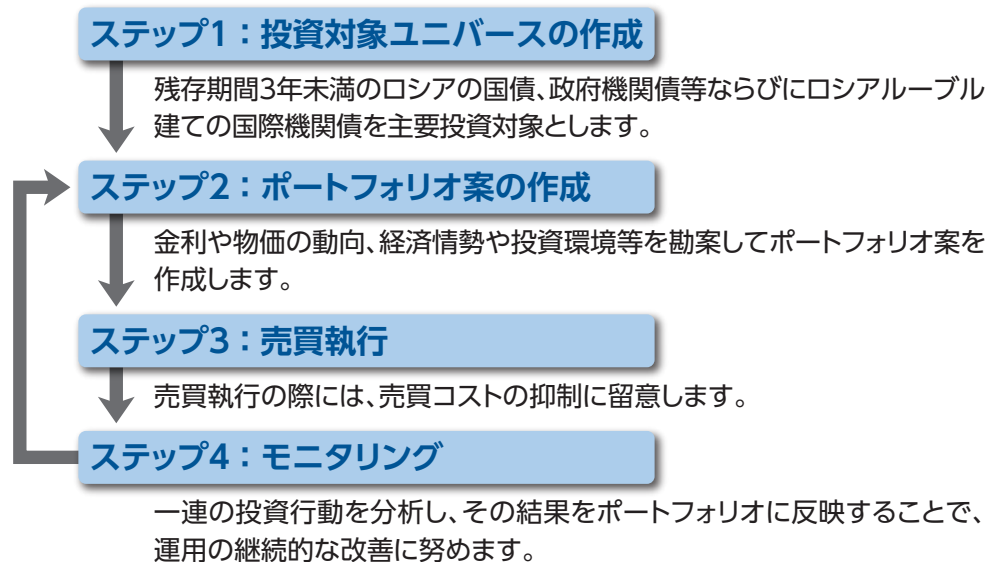 ステップ1：投資対象ユニバースの作成
残存期間3年未満のロシアの国債、政府機関債等ならびにロシアルーブル
建ての国際機関債を主要投資対象とします。
ステップ2：ポートフォリオ案の作成
金利や物価の動向、経済情勢や投資環境等を勘案してポートフォリオ案を
作成します。
ステップ3：売買執行
売買執行の際には、売買コストの抑制に留意します。
ステップ4：モニタリング
一連の投資行動を分析し、その結果をポートフォリオに反映することで、
運用の継続的な改善に努めます。